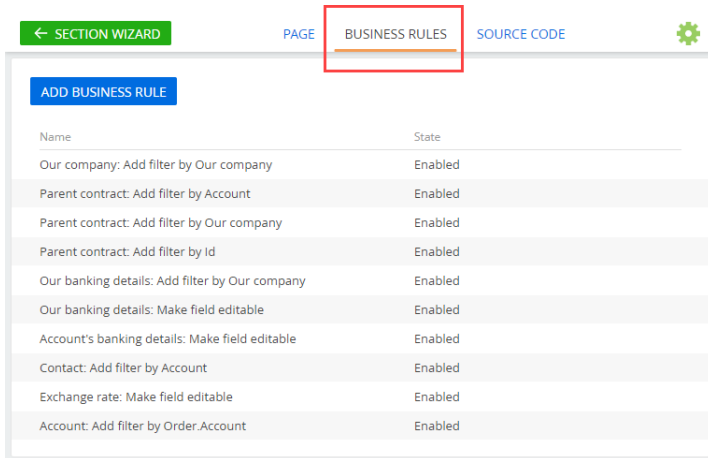 ← SECTION WIZARD PAGE BUSINESS RULES SOURCE CODE
ADD BUSINESS RULE
Name State
Our company: Add filter by Our company Enabled
Parent contract: Add filter by Account Enabled
Parent contract: Add filter by Our company Enabled
Parent contract: Add filter by Id Enabled
Our banking details: Add filter by Our company Enabled
Our banking details: Make field editable Enabled
Account's banking details: Make field editable Enabled
Contact: Add filter by Account Enabled
Exchange rate: Make field editable Enabled
Account: Add filter by Order.Account Enabled